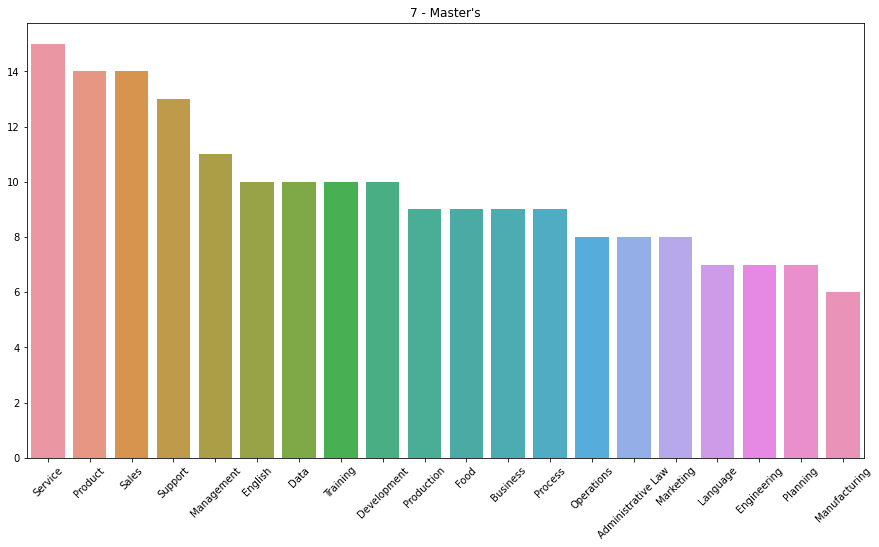 7 - Master's
14
12
10
8
6
4
2
0
Service
Product
Sales
Support
Management
English
Data
Training
Development
Production
Food
Business
Process
Operations
Administrative Law
Marketing
Language
Engineering
Planning
Manufacturing